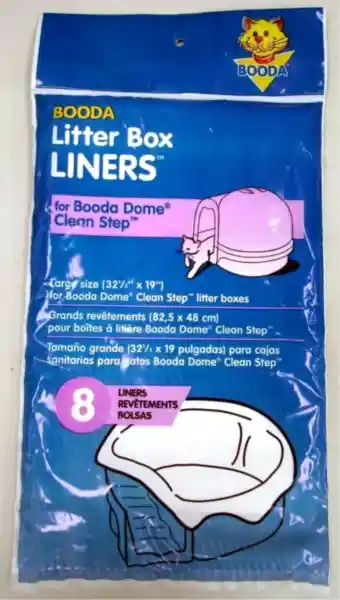 BOODA
BOODA
Litter Box
LINERS™
for Booda Dome®
Clean Step™
Large size (32½" x 19")
for Booda Dome® Clean Step™ litter boxes
Grands revêtements (82,5 x 48 cm)
pour boîtes à litière Booda Dome® Clean Step™
Tamaño grande (32½ x 19 pulgadas) para cajas
sanitarias para gatos Booda Dome® Clean Step™
8
LINERS
REVÊTEMENTS
BOLSAS